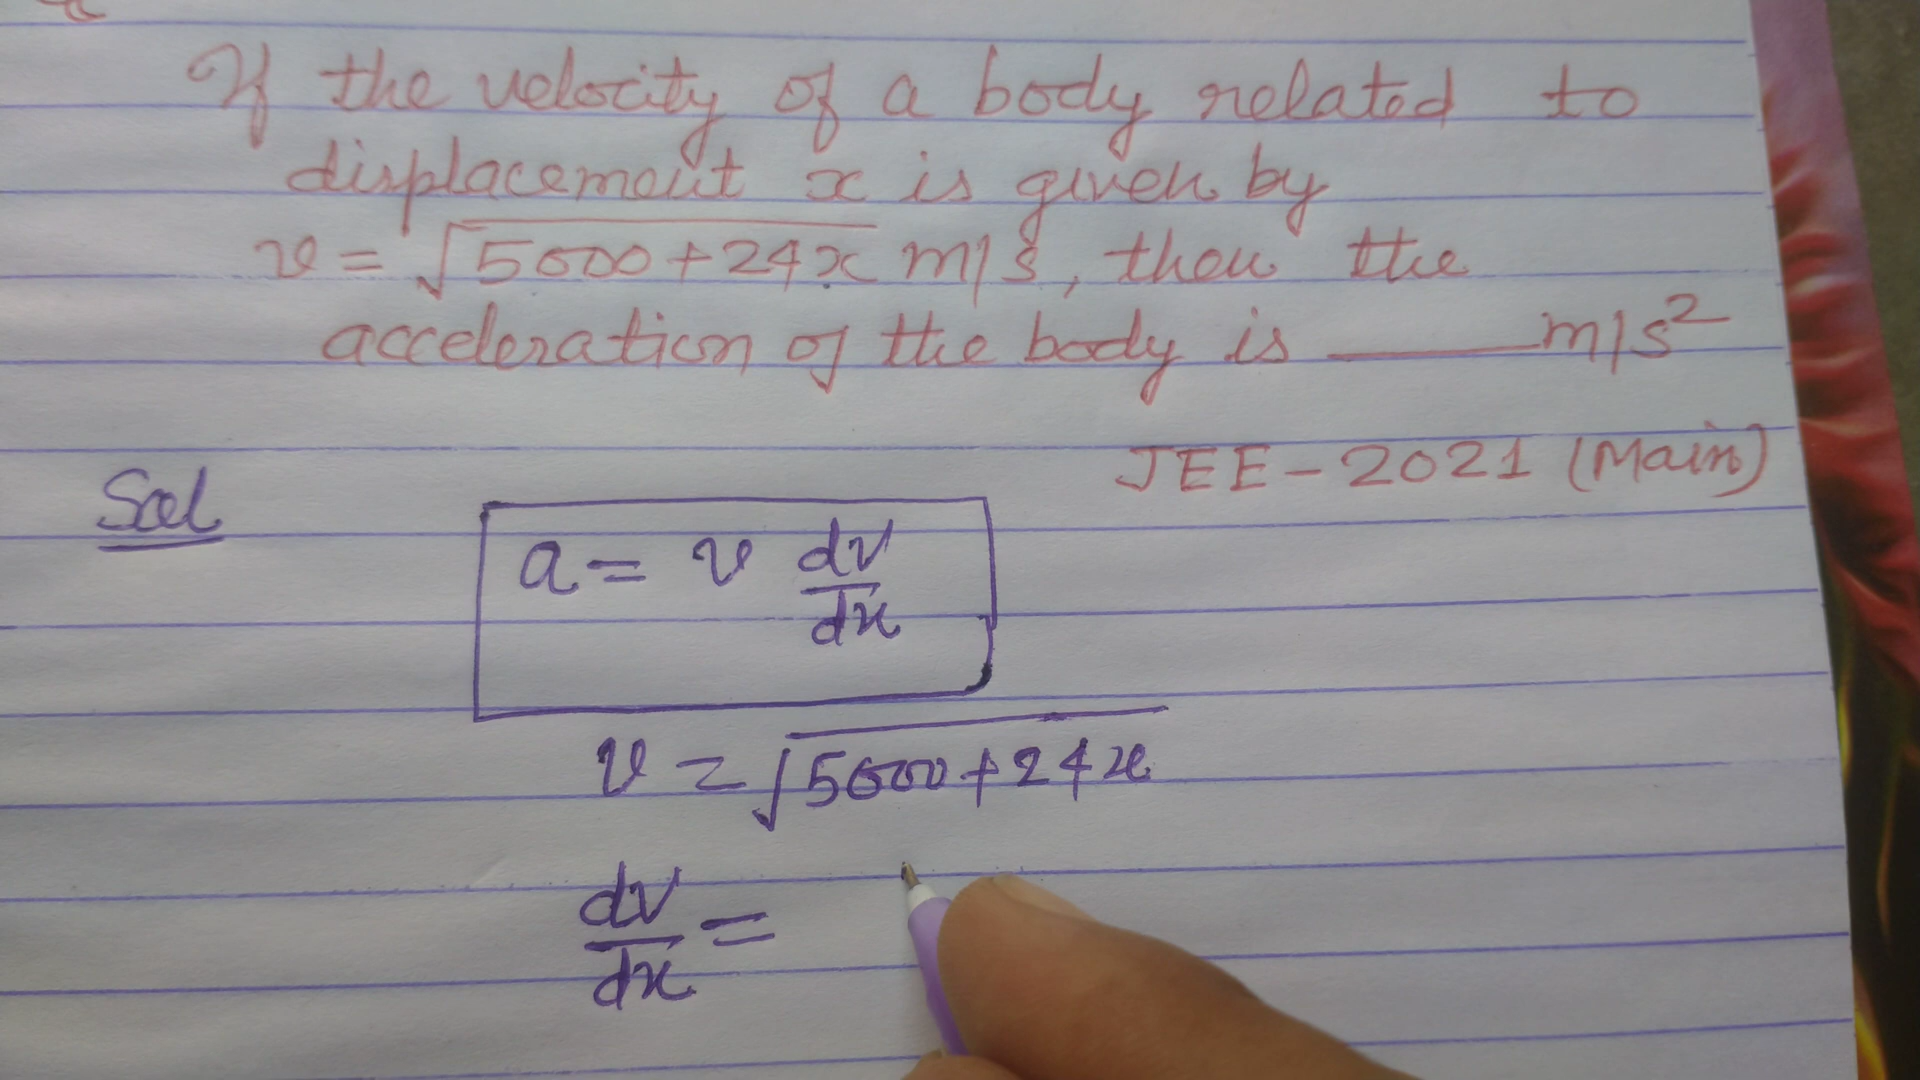 If the velocity of a body related to
displacement x is given by
v = √5000+24x m/s, then the
acceleration of the body is ______ m/s²
JEE-2021 (Main)
Sol
a = v dv/dx
v = √5000+24x
dv/dx =